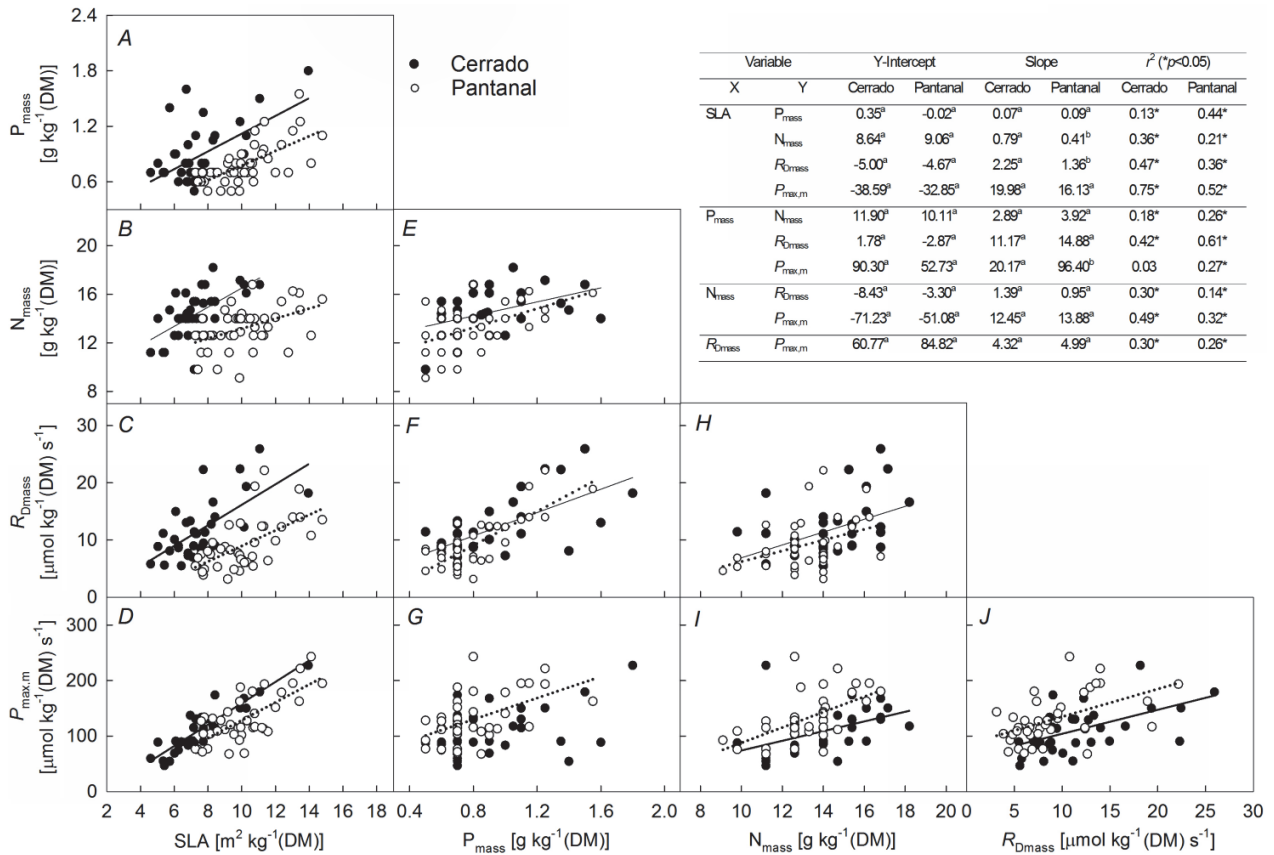 A
Cerrado
Pantanal
P mass
[g kg⁻¹(DM)]
2.4
1.8
1.2
0.6
Variable Y-Intercept Slope r² (*p<0.05)
X Y Cerrado Pantanal Cerrado Pantanal Cerrado Pantanal
SLA Pmass 0.35ᵃ -0.02ᵃ 0.07ᵃ 0.09ᵃ 0.13* 0.44*
Nmass 8.64ᵃ 9.06ᵃ 0.79ᵃ 0.41ᵇ 0.36* 0.21*
RDmass -5.00ᵃ -4.67ᵃ 2.25ᵃ 1.36ᵇ 0.47* 0.36*
Pmax,m -38.59ᵃ -32.85ᵃ 19.98ᵃ 16.13ᵃ 0.75* 0.52*
Pmass Nmass 11.90ᵃ 10.11ᵃ 2.89ᵃ 3.92ᵃ 0.18* 0.26*
RDmass 1.78ᵃ -2.87ᵃ 11.17ᵃ 14.88ᵃ 0.42* 0.61*
Pmax,m 90.30ᵃ 52.73ᵃ 20.17ᵃ 96.40ᵇ 0.03 0.27*
Nmass RDmass -8.43ᵃ -3.30ᵃ 1.39ᵃ 0.95ᵃ 0.30* 0.14*
Pmax,m -71.23ᵃ -51.08ᵃ 12.45ᵃ 13.88ᵃ 0.49* 0.32*
RDmass Pmax,m 60.77ᵃ 84.82ᵃ 4.32ᵃ 4.99ᵃ 0.30* 0.26*
B E
N mass
[g kg⁻¹(DM)]
20
16
12
8
C F H
R Dmass
[µmol kg⁻¹(DM) s⁻¹]
30
20
10
0
D G I J
P max,m
[µmol kg⁻¹(DM) s⁻¹]
300
200
100
0
2 4 6 8 10 12 14 16 18 0.4 0.8 1.2 1.6 2.0 8 10 12 14 16 18 20 0 5 10 15 20 25 30
SLA [m² kg⁻¹(DM)] P mass [g kg⁻¹(DM)] N mass [g kg⁻¹(DM)] R Dmass [µmol kg⁻¹(DM) s⁻¹]